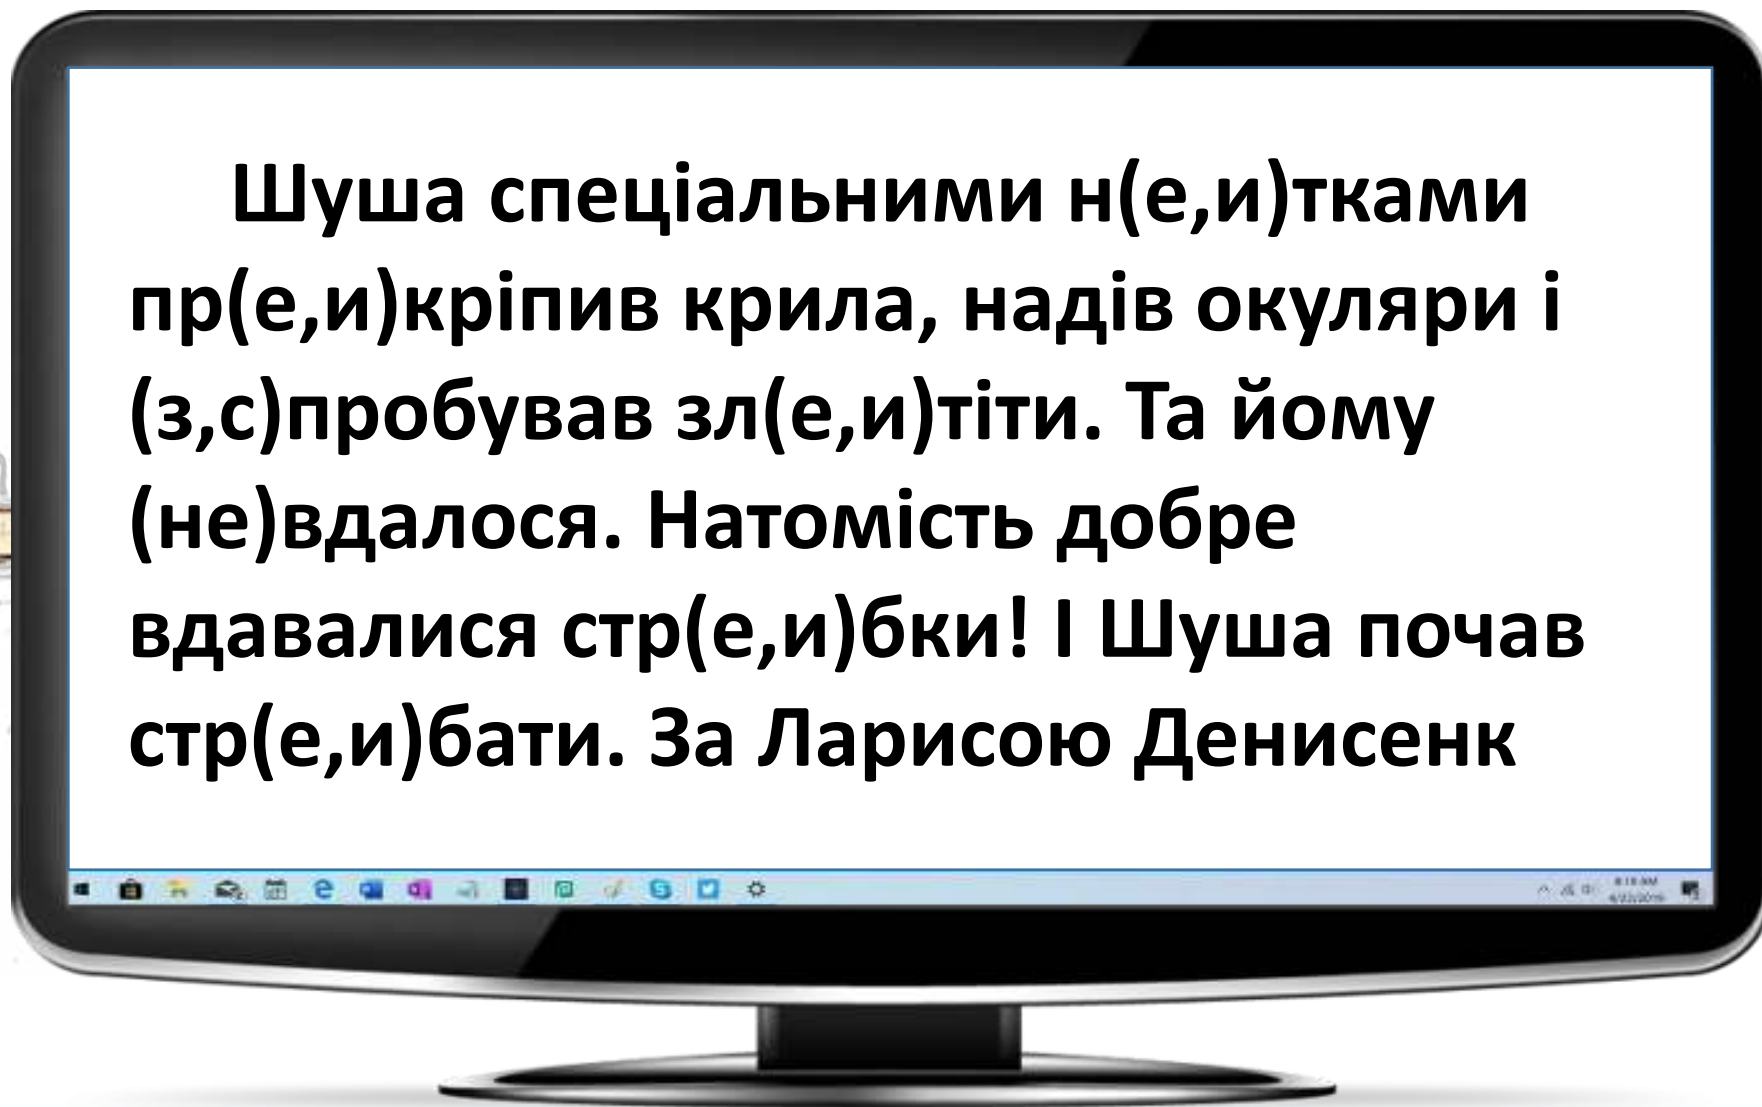 Шуша спеціальними н(е,и)тками
пр(е,и)кріпив крила, надів окуляри і
(з,с)пробував зл(е,и)тіти. Та йому
(не)вдалося. Натомість добре
вдавалися стр(е,и)бки! І Шуша почав
стр(е,и)бати. За Ларисою Денисенк